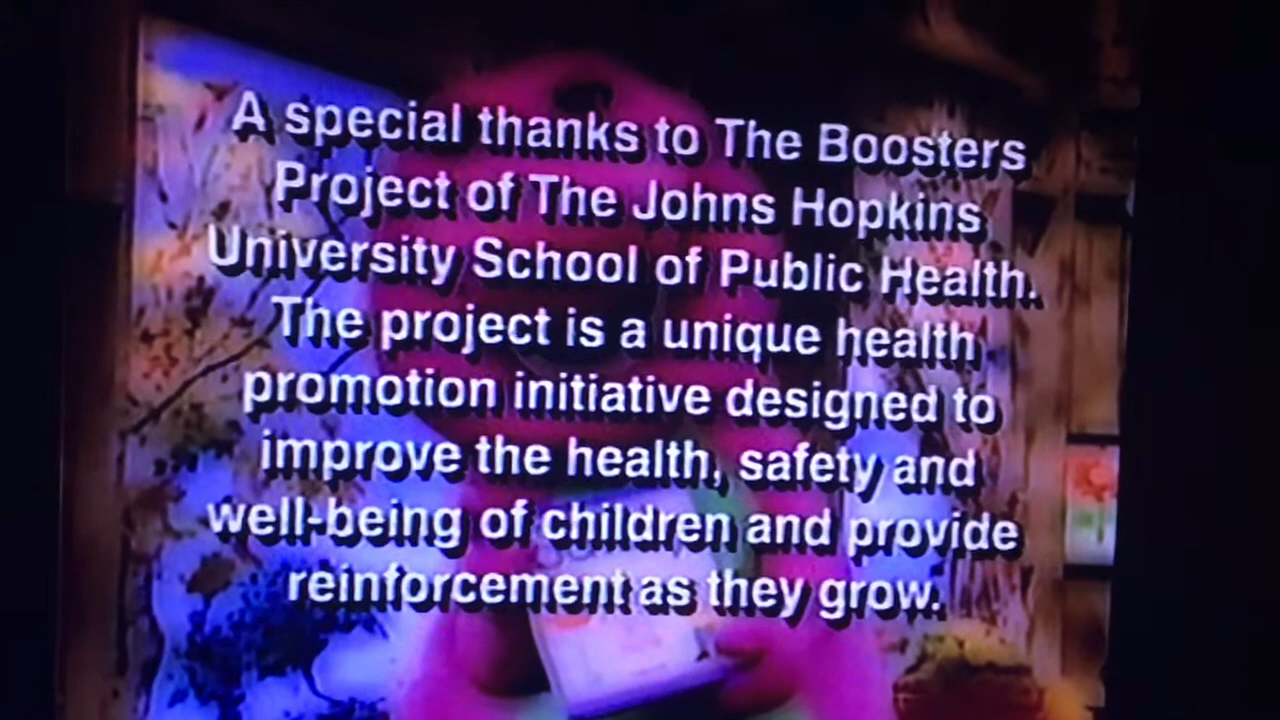 A special thanks to The Boosters
Project of The Johns Hopkins
University School of Public Health.
The project is a unique health
promotion initiative designed to
improve the health, safety and
well-being of children and provide
reinforcement as they grow.